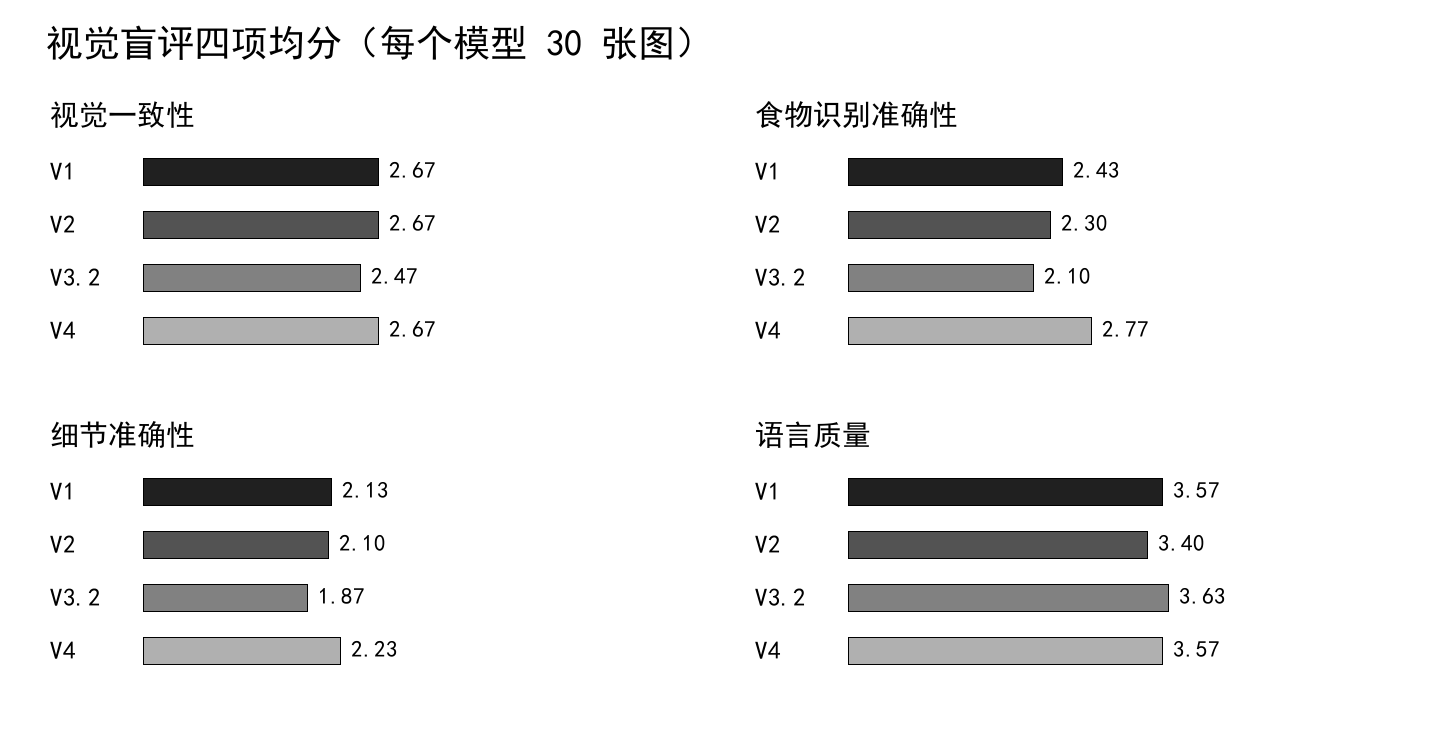 视觉盲评四项均分（每个模型 30 张图）
视觉一致性
V1 2.67
V2 2.67
V3.2 2.47
V4 2.67
食物识别准确性
V1 2.43
V2 2.30
V3.2 2.10
V4 2.77
细节准确性
V1 2.13
V2 2.10
V3.2 1.87
V4 2.23
语言质量
V1 3.57
V2 3.40
V3.2 3.63
V4 3.57